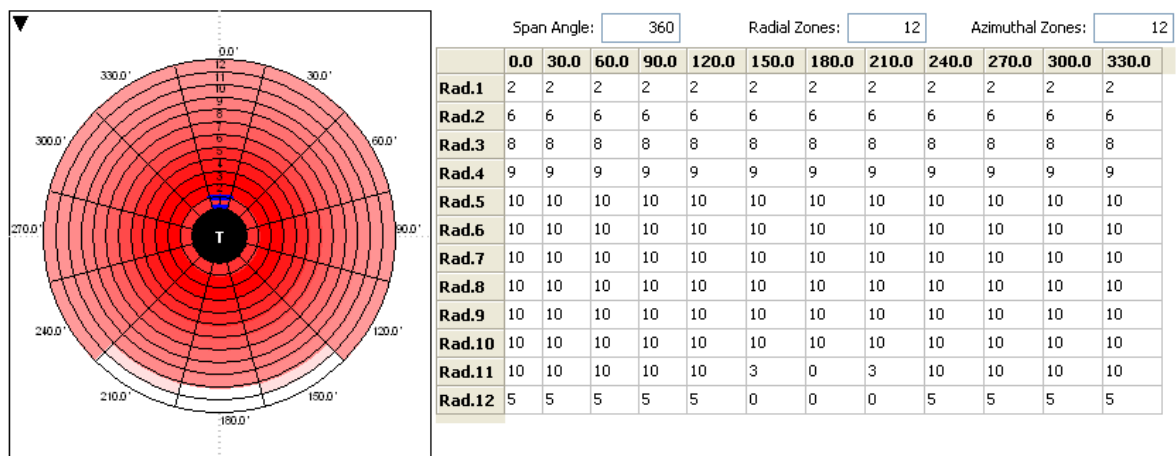 Span Angle: 360 Radial Zones: 12 Azimuthal Zones: 12
0.0'
330.0' 30.0'
300.0' 60.0'
270.0' 90.0'
240.0' 120.0'
210.0' 150.0'
180.0'
12
11
10
9
8
7
6
5
4
3
2
T
0.0 30.0 60.0 90.0 120.0 150.0 180.0 210.0 240.0 270.0 300.0 330.0
Rad.1 2 2 2 2 2 2 2 2 2 2 2 2
Rad.2 6 6 6 6 6 6 6 6 6 6 6 6
Rad.3 8 8 8 8 8 8 8 8 8 8 8 8
Rad.4 9 9 9 9 9 9 9 9 9 9 9 9
Rad.5 10 10 10 10 10 10 10 10 10 10 10 10
Rad.6 10 10 10 10 10 10 10 10 10 10 10 10
Rad.7 10 10 10 10 10 10 10 10 10 10 10 10
Rad.8 10 10 10 10 10 10 10 10 10 10 10 10
Rad.9 10 10 10 10 10 10 10 10 10 10 10 10
Rad.10 10 10 10 10 10 10 10 10 10 10 10 10
Rad.11 10 10 10 10 10 3 0 3 10 10 10 10
Rad.12 5 5 5 5 5 0 0 0 5 5 5 5